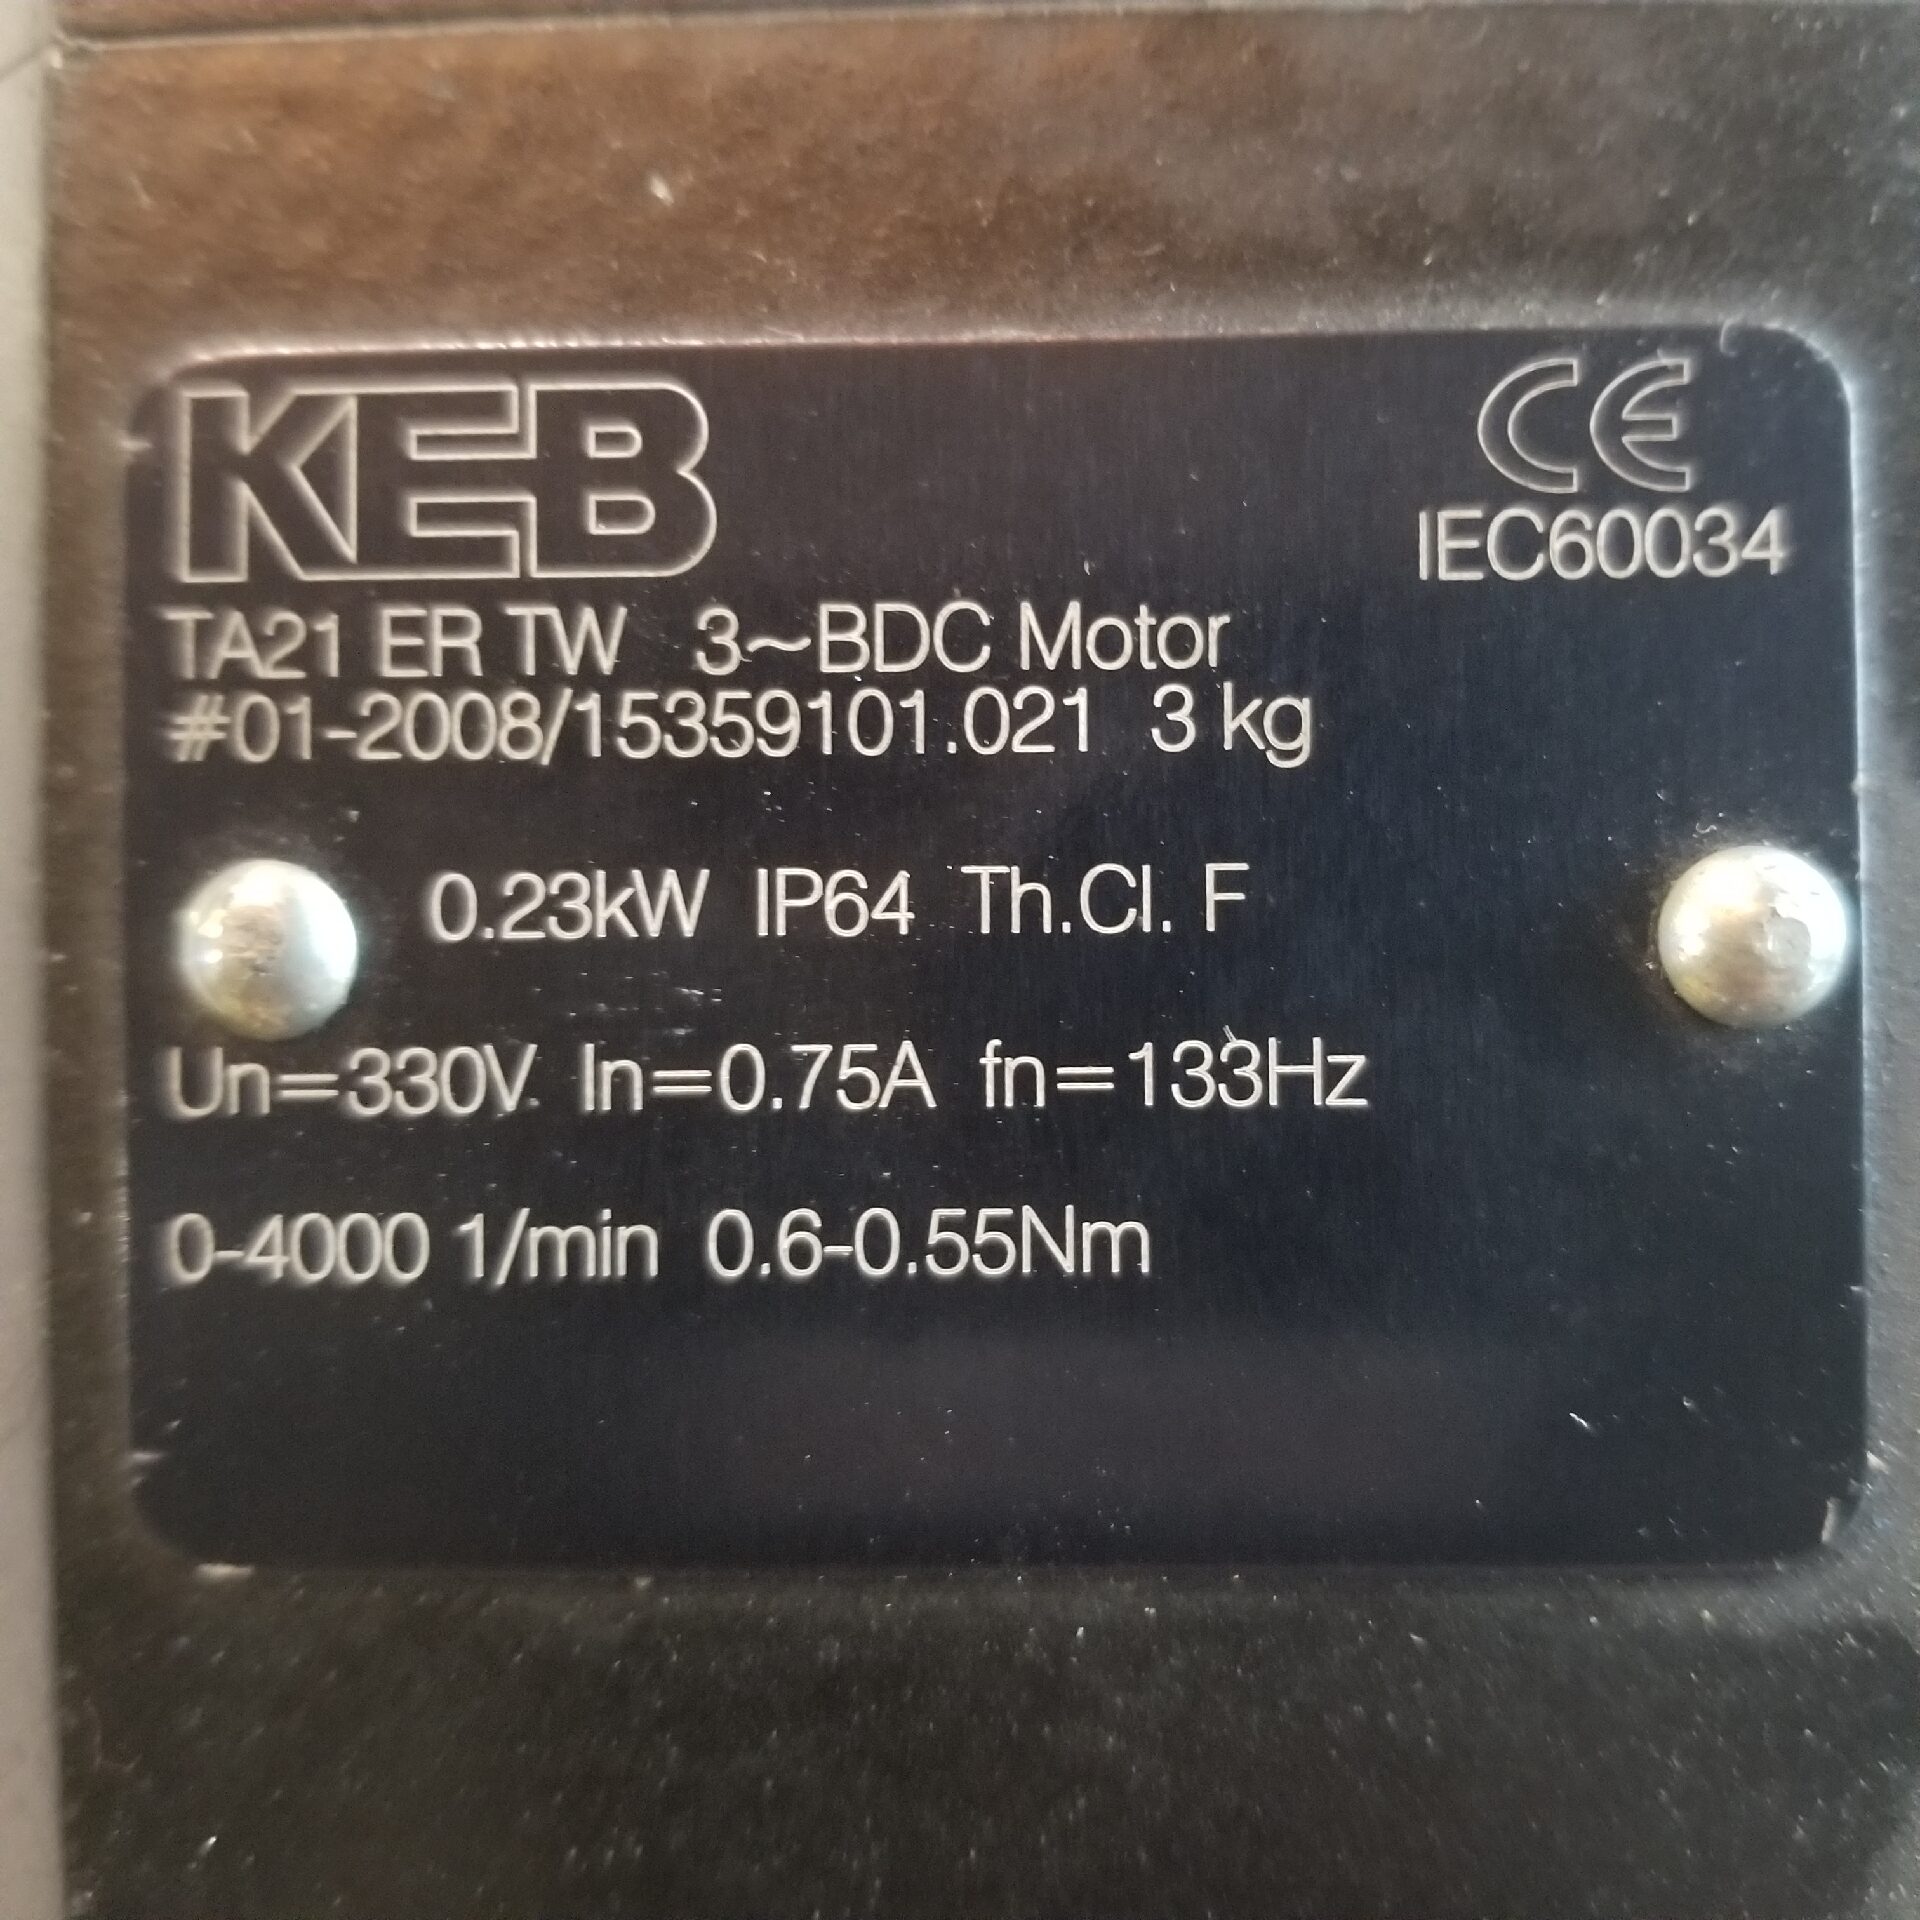 KEB
CE
IEC60034
TA21 ER TW 3~BDC Motor
#01-2008/15359101.021 3 kg
0.23kW IP64 Th.Cl. F
Un=330V In=0.75A fn=133Hz
0-4000 1/min 0.6-0.55Nm